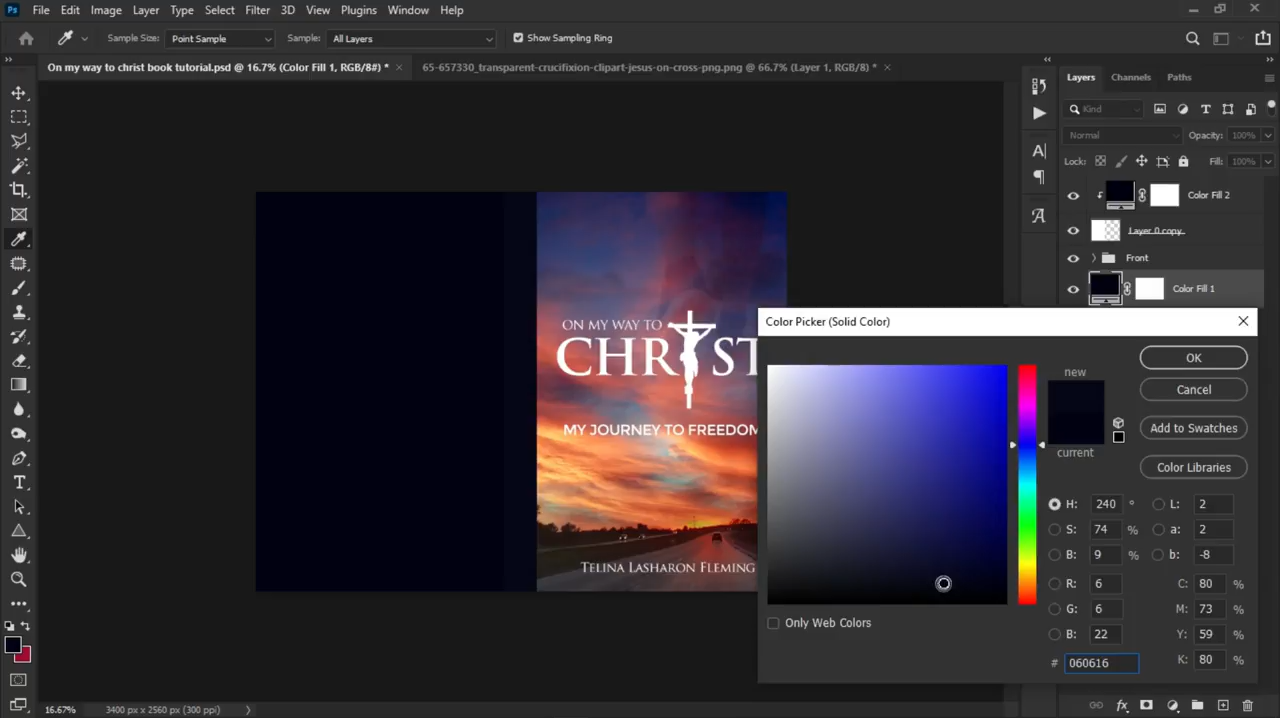 Ps File Edit Image Layer Type Select Filter 3D View Plugins Window Help
Sample Size: Point Sample Sample: All Layers Show Sampling Ring
On my way to christ book tutorial.psd @ 16.7% (Color Fill 1, RGB/8#) * × 65-657330_transparent-crucifixion-clipart-jesus-on-cross-png.png @ 66.7% (Layer 1, RGB/8) * ×
Layers Channels Paths
Kind
Normal Opacity: 100%
Lock: Fill: 100%
Color Fill 2
Layer 0 copy
Front
Color Fill 1
ON MY WAY TO
CHRIST
MY JOURNEY TO FREEDOM
TELINA LASHARON FLEMING
Color Picker (Solid Color)
new
current
OK
Cancel
Add to Swatches
Color Libraries
H: 240 ° L: 2
S: 74 % a: 2
B: 9 % b: -8
R: 6 C: 80 %
G: 6 M: 73 %
B: 22 Y: 59 %
# 060616 K: 80 %
Only Web Colors
16.67% 3400 px x 2560 px (300 ppi)